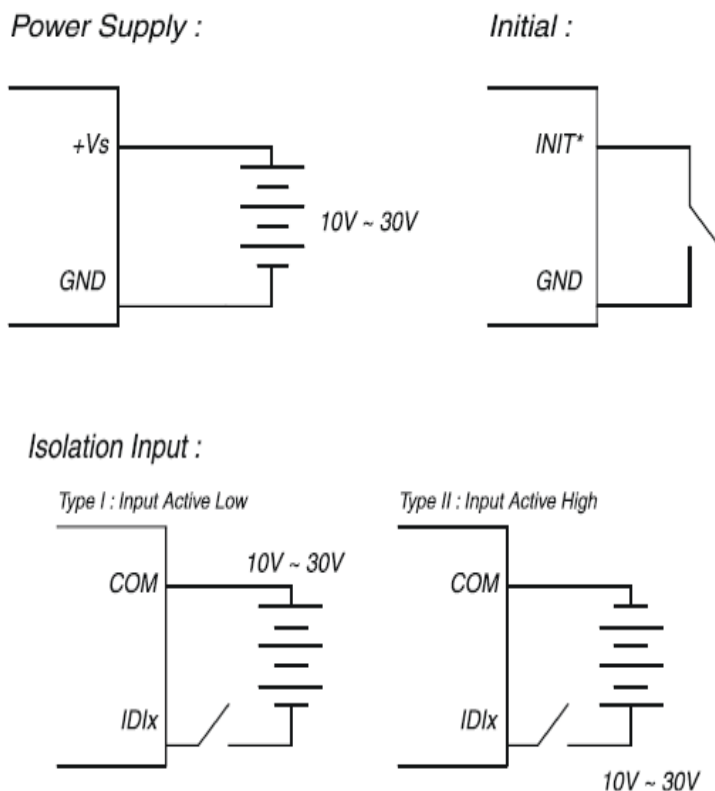 Power Supply :
Initial :
+Vs
10V ~ 30V
GND
INIT*
GND
Isolation Input :
Type I : Input Active Low
10V ~ 30V
COM
IDIx
Type II : Input Active High
COM
IDIx
10V ~ 30V